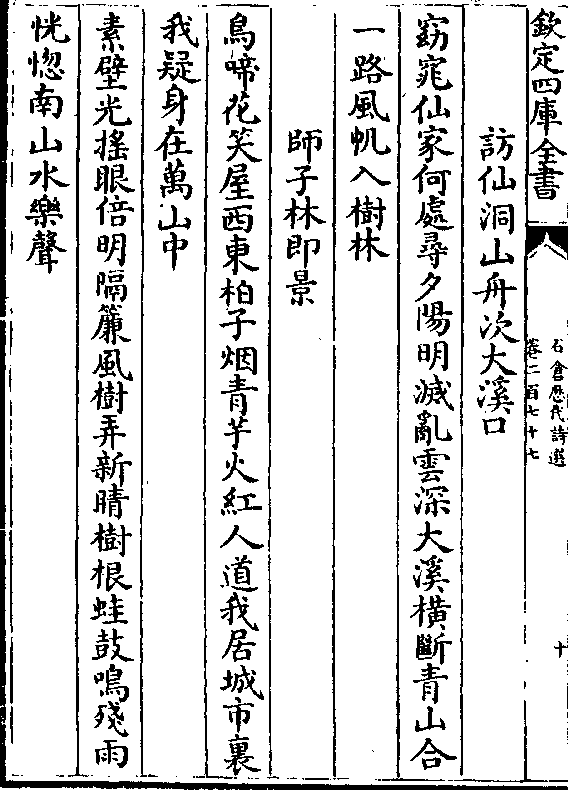 欽定四庫全書
石倉歷代詩選
卷二百七十七
十
訪仙洞山舟次大溪口
窈窕仙家何處尋夕陽明滅亂雲深大溪橫斷青山合
一路風帆入樹林
師子林即景
鳥啼花笑屋西東柏子烟青芋火紅人道我居城市裏
我疑身在萬山中
素壁光搖眼倍明隔簾風樹弄新晴樹根蛙鼓鳴殘雨
恍惚南山水樂聲